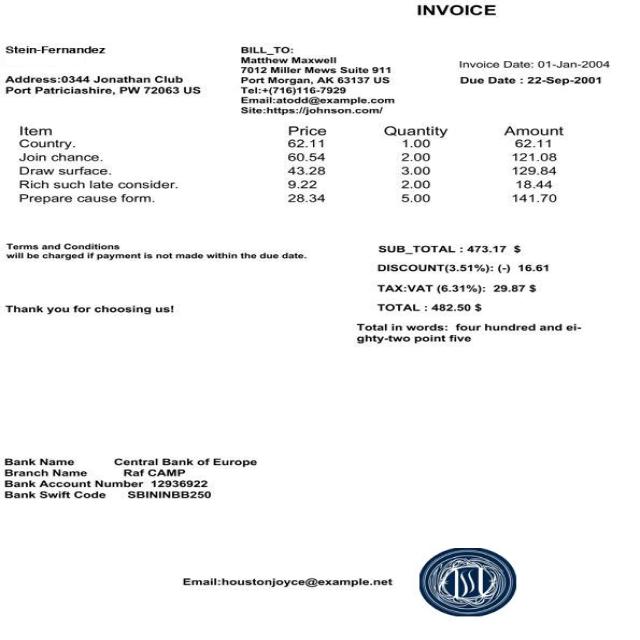 INVOICE
Stein-Fernandez
Address:0344 Jonathan Club
Port Patriciashire, PW 72063 US
BILL_TO:
Matthew Maxwell
7012 Miller Mews Suite 911
Port Morgan, AK 63137 US
Tel:+(716)116-7929
Email:atodd@example.com
Site:https://johnson.com/
Invoice Date: 01-Jan-2004
Due Date : 22-Sep-2001
Item Price Quantity Amount
Country. 62.11 1.00 62.11
Join chance. 60.54 2.00 121.08
Draw surface. 43.28 3.00 129.84
Rich such late consider. 9.22 2.00 18.44
Prepare cause form. 28.34 5.00 141.70
Terms and Conditions
will be charged if payment is not made within the due date.
Thank you for choosing us!
SUB_TOTAL : 473.17 $
DISCOUNT(3.51%): (-) 16.61
TAX:VAT (6.31%): 29.87 $
TOTAL : 482.50 $
Total in words: four hundred and ei-
ghty-two point five
Bank Name Central Bank of Europe
Branch Name Raf CAMP
Bank Account Number 12936922
Bank Swift Code SBININBB250
Email:houstonjoyce@example.net